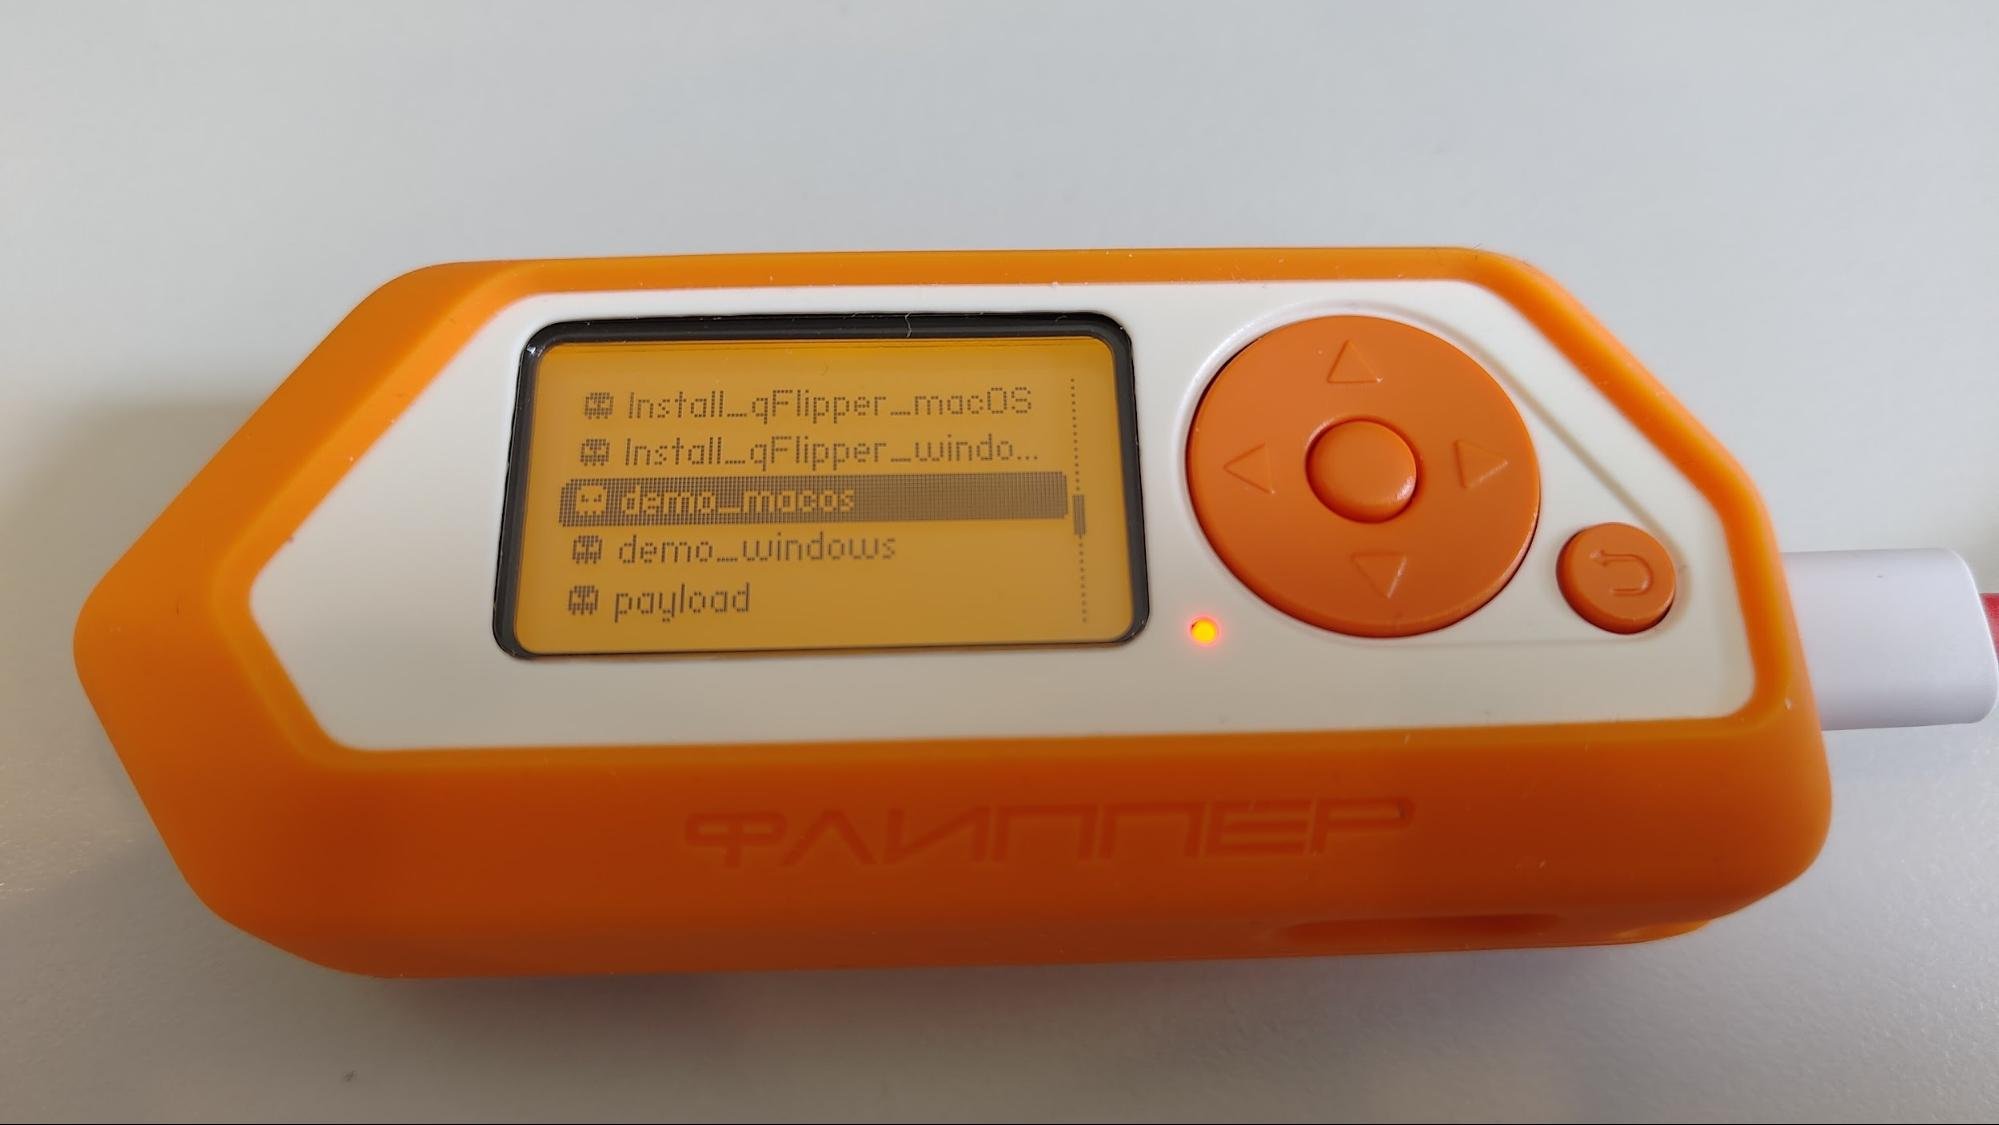 Install_qFlipper_macOS
Install_qFlipper_windo...
demo_macos
demo_windows
payload
ФЛИППЕР